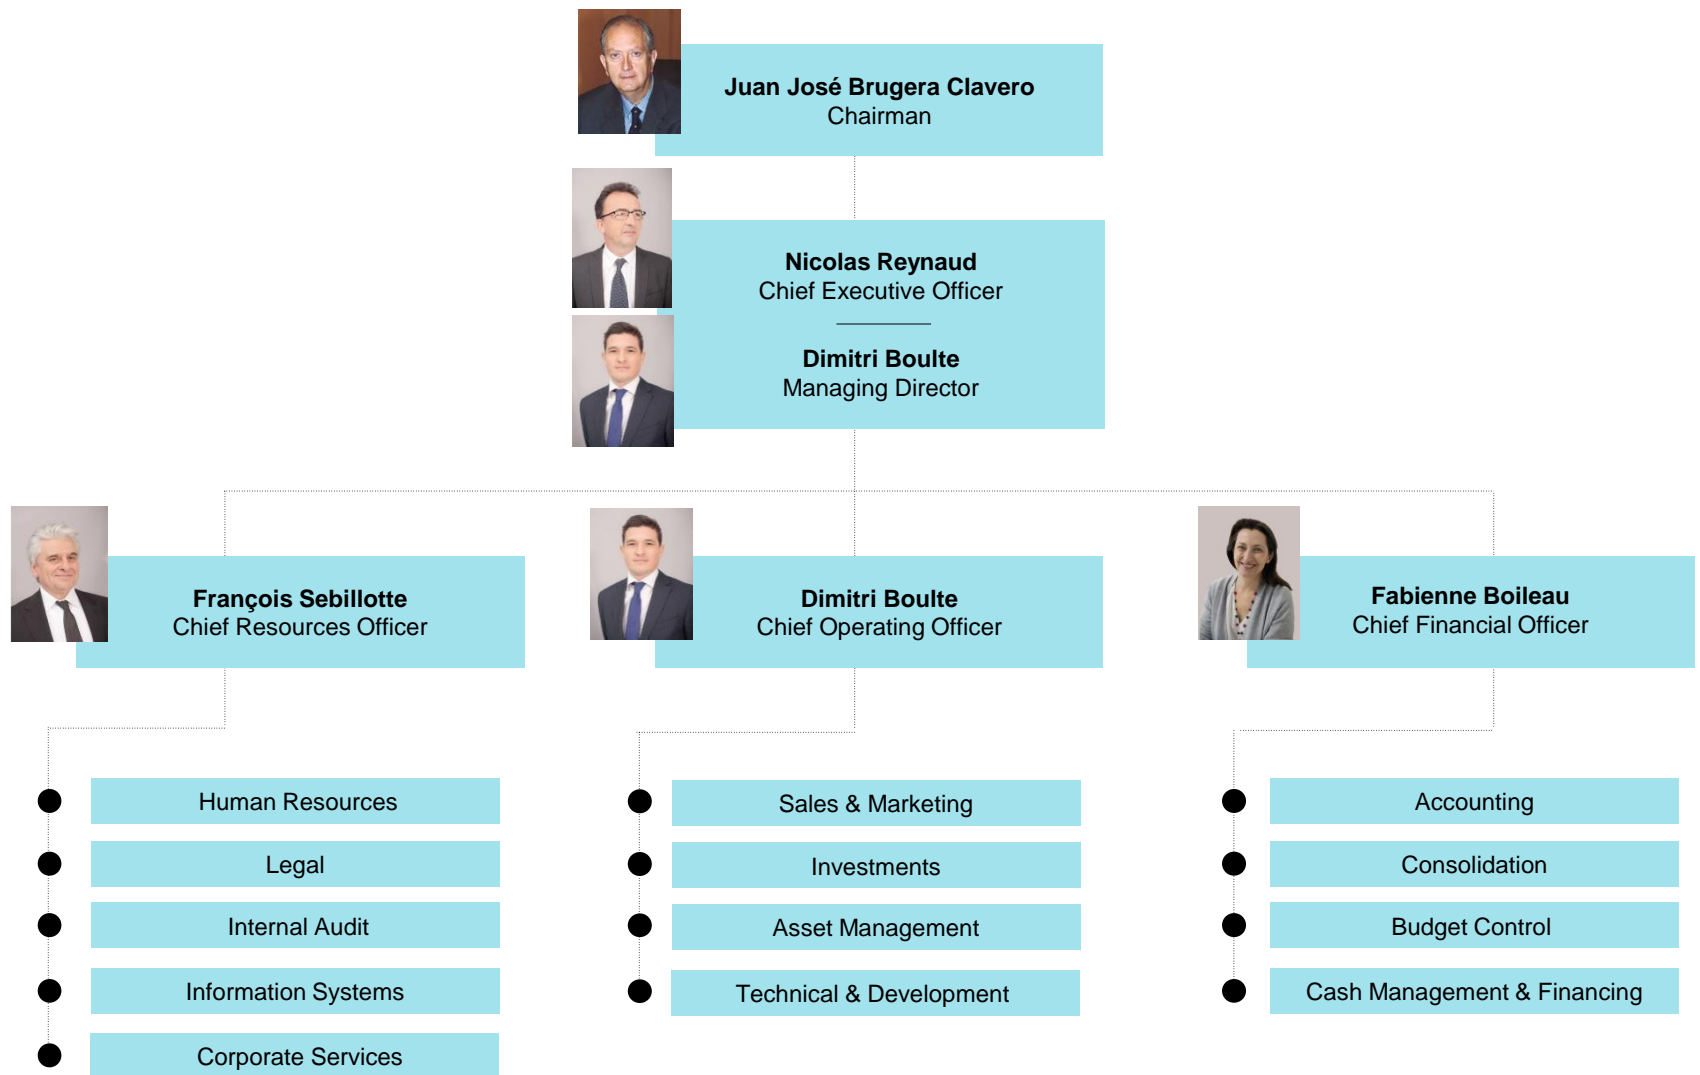 Juan José Brugera Clavero
Chairman
Nicolas Reynaud
Chief Executive Officer
Dimitri Boulte
Managing Director
François Sebillotte
Chief Resources Officer
Human Resources
Legal
Internal Audit
Information Systems
Corporate Services
Dimitri Boulte
Chief Operating Officer
Sales & Marketing
Investments
Asset Management
Technical & Development
Fabienne Boileau
Chief Financial Officer
Accounting
Consolidation
Budget Control
Cash Management & Financing